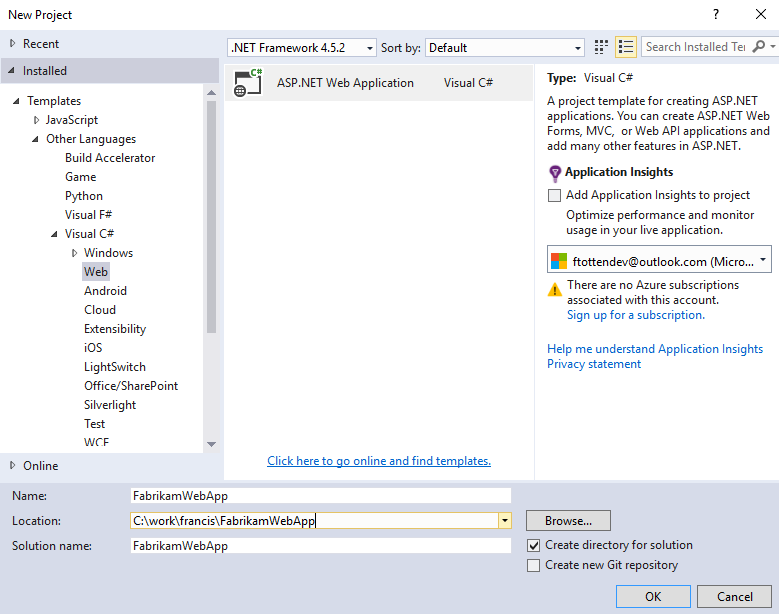 New Project
?
Recent
Installed
Templates
JavaScript
Other Languages
Build Accelerator
Game
Python
Visual F#
Visual C#
Windows
Web
Android
Cloud
Extensibility
iOS
LightSwitch
Office/SharePoint
Silverlight
Test
WCF
Online
.NET Framework 4.5.2
Sort by:
Default
Search Installed Te
C#
ASP.NET Web Application
Visual C#
Click here to go online and find templates.
Type: Visual C#
A project template for creating ASP.NET
applications. You can create ASP.NET Web
Forms, MVC, or Web API applications and
add many other features in ASP.NET.
Application Insights
Add Application Insights to project
Optimize performance and monitor
usage in your live application.
ftottendev@outlook.com (Micro...
There are no Azure subscriptions
associated with this account.
Sign up for a subscription.
Help me understand Application Insights
Privacy statement
Name:
FabrikamWebApp
Location:
C:\work\francis\FabrikamWebApp
Browse...
Solution name:
FabrikamWebApp
Create directory for solution
Create new Git repository
OK
Cancel